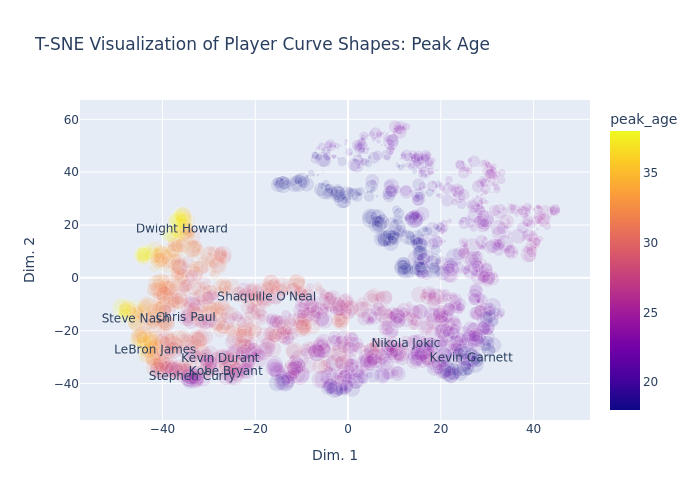 T-SNE Visualization of Player Curve Shapes: Peak Age
peak_age
60
40
20
0
−20
−40
−40
−20
0
20
40
Dim. 2
Dim. 1
35
30
25
20
Dwight Howard
Shaquille O'Neal
Steve Nash
Chris Paul
LeBron James
Nikola Jokic
Kevin Durant
Kevin Garnett
Kobe Bryant
Stephen Curry